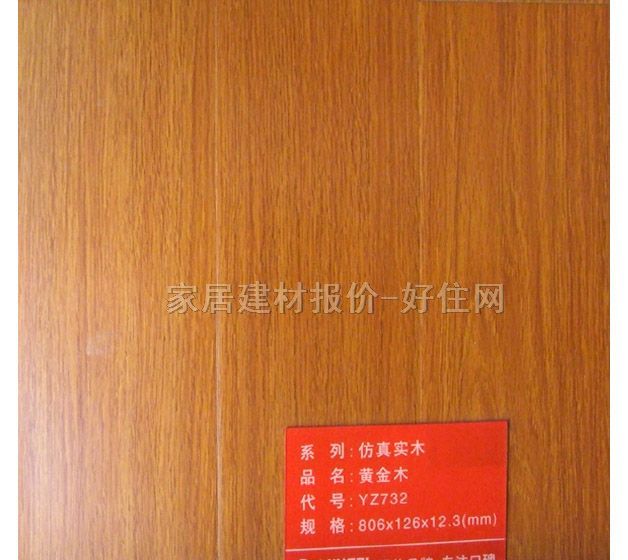 家居建材报价-好住网
系 列:仿真实木
品 名:黄金木
代 号:YZ732
规 格:806x126x12.3(mm)